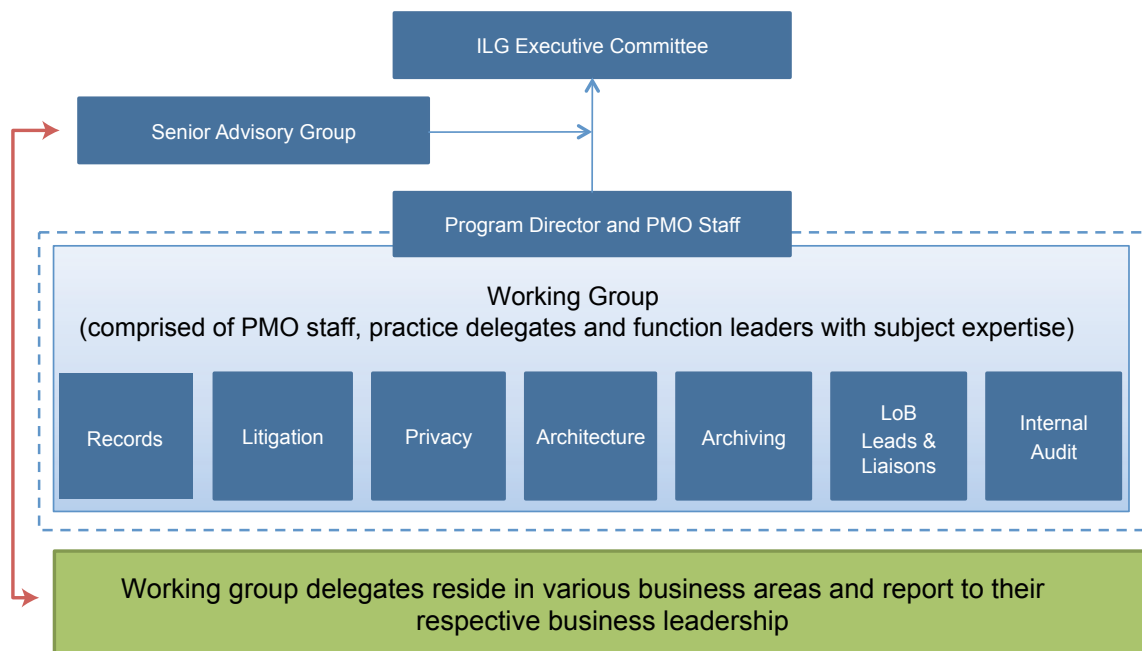 ILG Executive Committee
Senior Advisory Group
Program Director and PMO Staff
Working Group
(comprised of PMO staff, practice delegates and function leaders with subject expertise)
Records
Litigation
Privacy
Architecture
Archiving
LoB
Leads &
Liaisons
Internal
Audit
Working group delegates reside in various business areas and report to their
respective business leadership